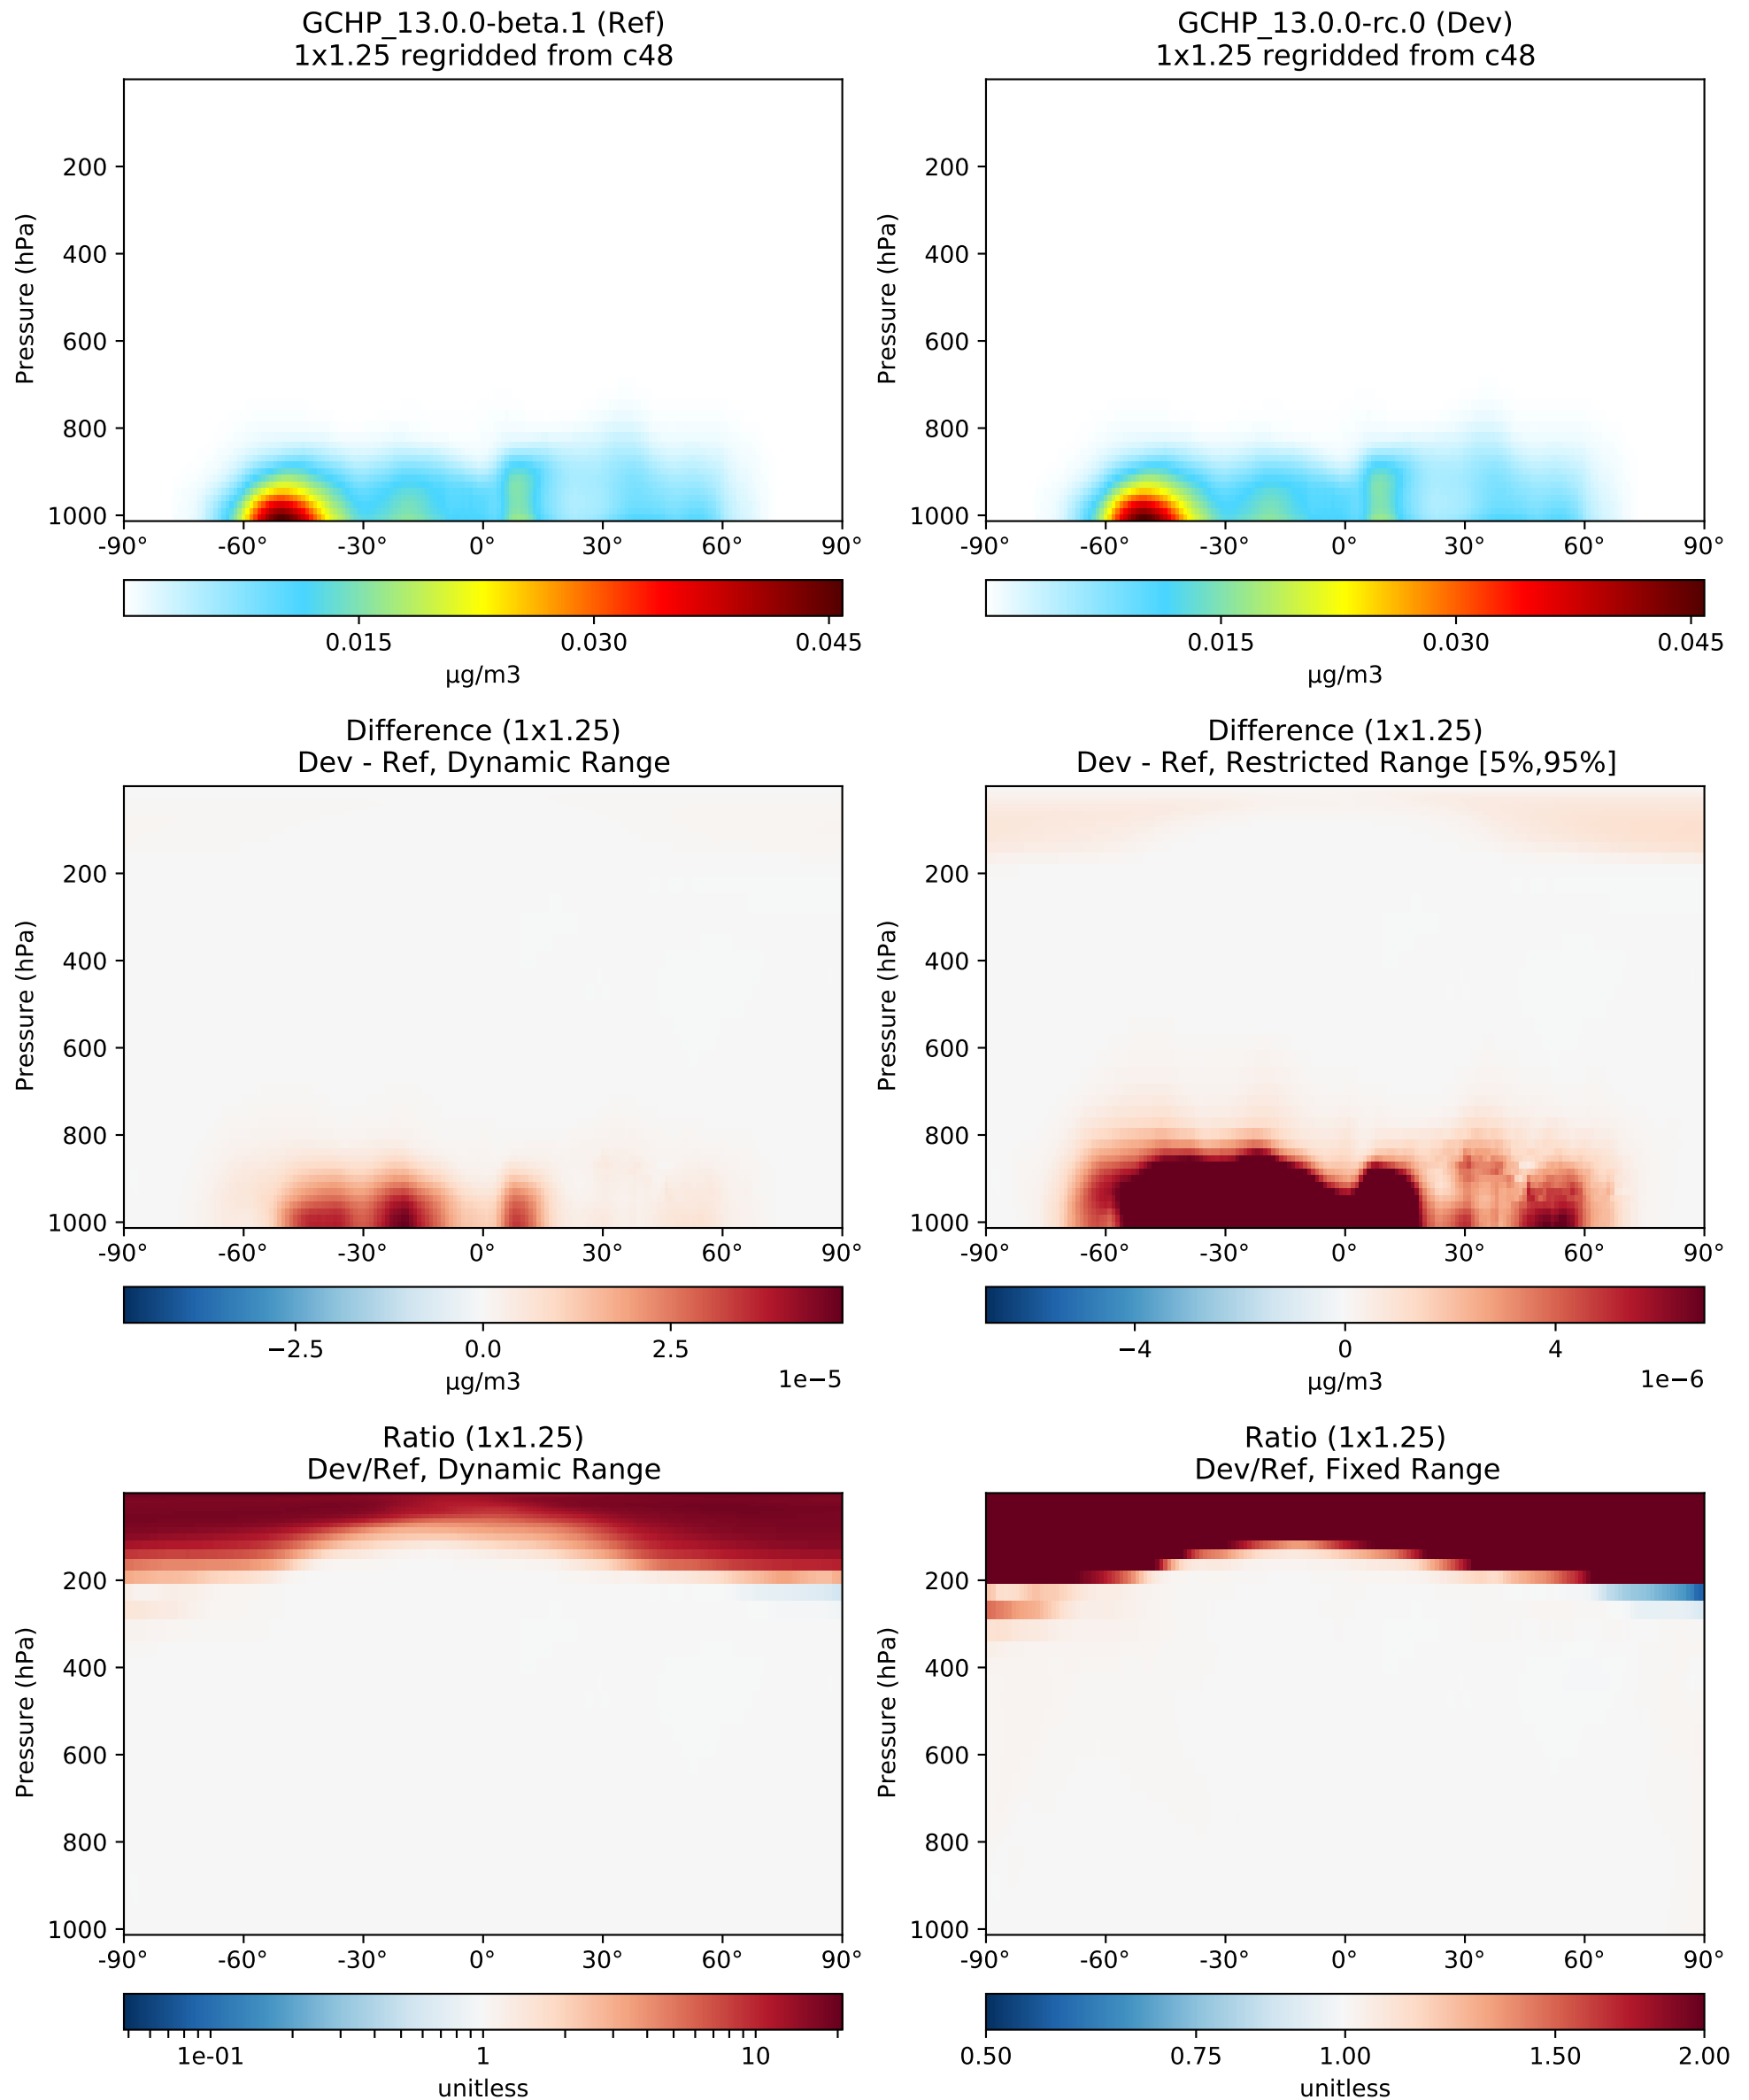 GCHP_13.0.0-beta.1 (Ref)
1x1.25 regridded from c48
Pressure (hPa)
200
400
600
800
1000
-90° -60° -30° 0° 30° 60° 90°
0.015 0.030 0.045
µg/m3
GCHP_13.0.0-rc.0 (Dev)
1x1.25 regridded from c48
Pressure (hPa)
200
400
600
800
1000
-90° -60° -30° 0° 30° 60° 90°
0.015 0.030 0.045
µg/m3
Difference (1x1.25)
Dev - Ref, Dynamic Range
Pressure (hPa)
200
400
600
800
1000
-90° -60° -30° 0° 30° 60° 90°
−2.5 0.0 2.5
µg/m3 1e−5
Difference (1x1.25)
Dev - Ref, Restricted Range [5%,95%]
Pressure (hPa)
200
400
600
800
1000
-90° -60° -30° 0° 30° 60° 90°
−4 0 4
µg/m3 1e−6
Ratio (1x1.25)
Dev/Ref, Dynamic Range
Pressure (hPa)
200
400
600
800
1000
-90° -60° -30° 0° 30° 60° 90°
1e-01 1 10
unitless
Ratio (1x1.25)
Dev/Ref, Fixed Range
Pressure (hPa)
200
400
600
800
1000
-90° -60° -30° 0° 30° 60° 90°
0.50 0.75 1.00 1.50 2.00
unitless